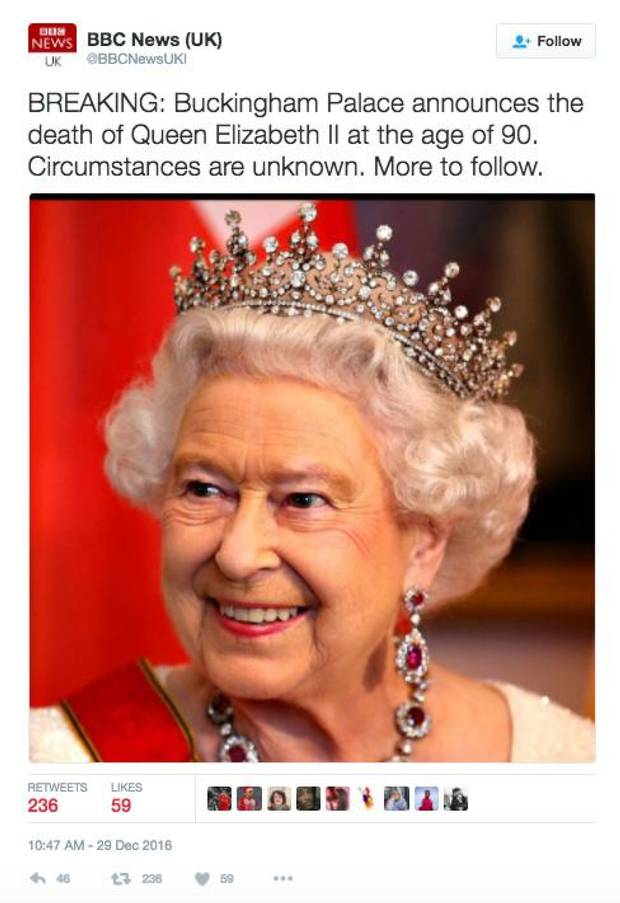 BBC
NEWS
UK
BBC News (UK)
@BBCNewsUKI
Follow
BREAKING: Buckingham Palace announces the
death of Queen Elizabeth II at the age of 90.
Circumstances are unknown. More to follow.
RETWEETS LIKES
236 59
10:47 AM - 29 Dec 2016
46 236 59